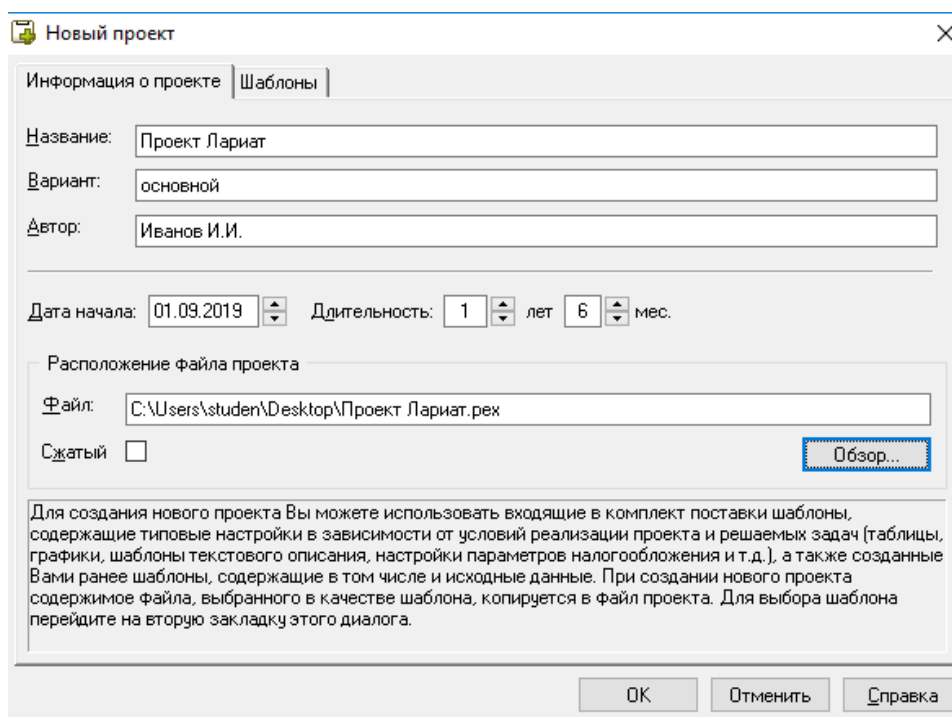 Новый проект
Информация о проекте Шаблоны
Название: Проект Лариат
Вариант: основной
Автор: Иванов И.И.
Дата начала: 01.09.2019 Длительность: 1 лет 6 мес.
Расположение файла проекта
Файл: C:\Users\studen\Desktop\Проект Лариат.pex
Сжатый Обзор...
Для создания нового проекта Вы можете использовать входящие в комплект поставки шаблоны,
содержащие типовые настройки в зависимости от условий реализации проекта и решаемых задач (таблицы,
графики, шаблоны текстового описания, настройки параметров налогообложения и т.д.), а также созданные
Вами ранее шаблоны, содержащие в том числе и исходные данные. При создании нового проекта
содержимое файла, выбранного в качестве шаблона, копируется в файл проекта. Для выбора шаблона
перейдите на вторую закладку этого диалога.
OK Отменить Справка